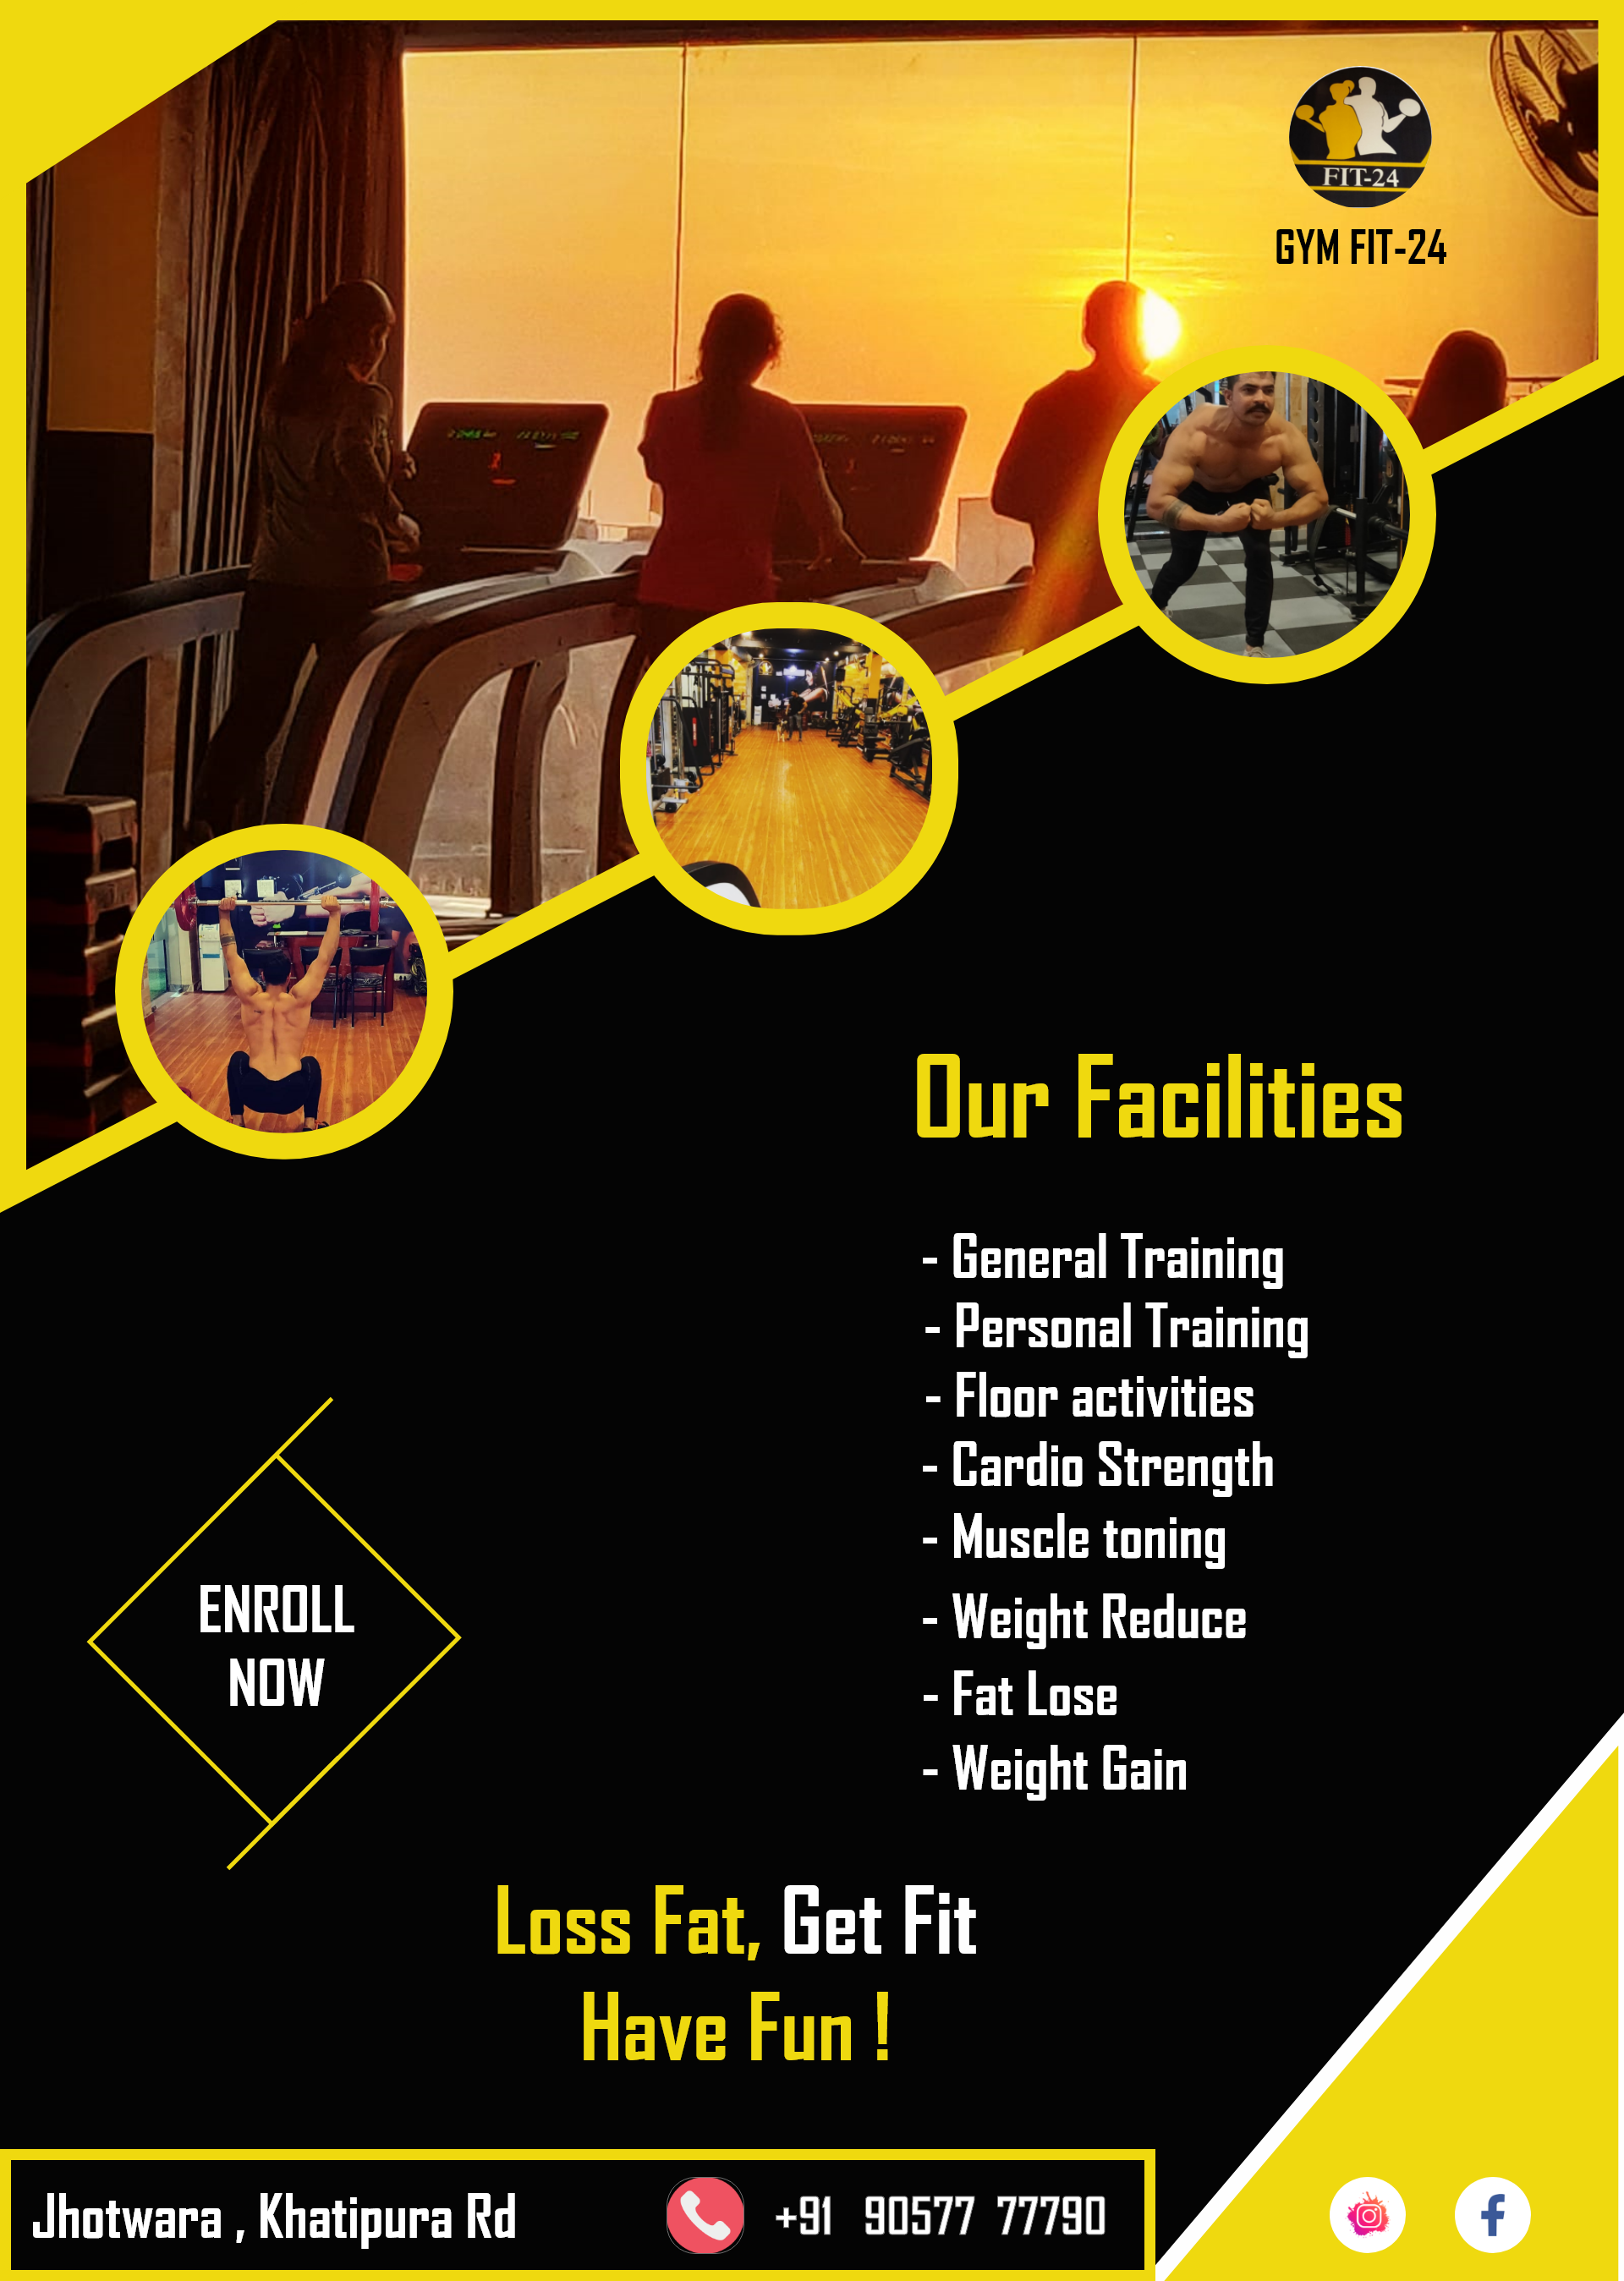 FIT-24
GYM FIT-24
Our Facilities
- General Training
- Personal Training
- Floor activities
- Cardio Strength
- Muscle toning
- Weight Reduce
- Fat Lose
- Weight Gain
ENROLL
NOW
Loss Fat, Get Fit
Have Fun !
Jhotwara , Khatipura Rd
+91 90577 77790